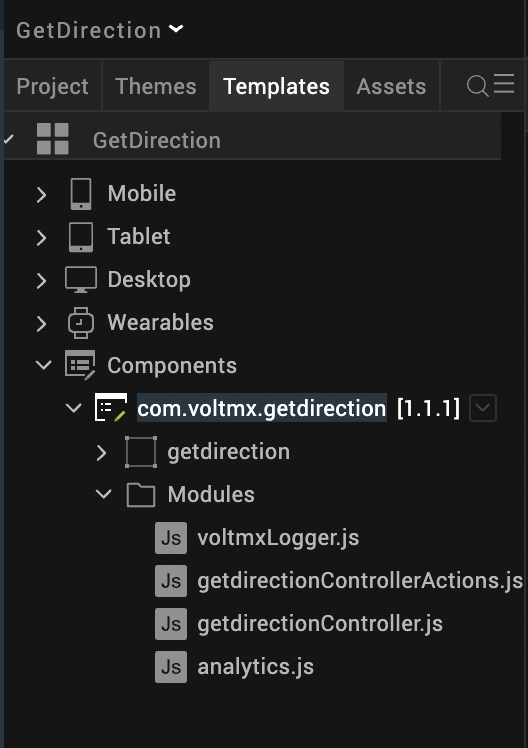 GetDirection
Project Themes Templates Assets
GetDirection
Mobile
Tablet
Desktop
Wearables
Components
com.voltmx.getdirection [1.1.1]
getdirection
Modules
Js voltmxLogger.js
Js getdirectionControllerActions.js
Js getdirectionController.js
Js analytics.js